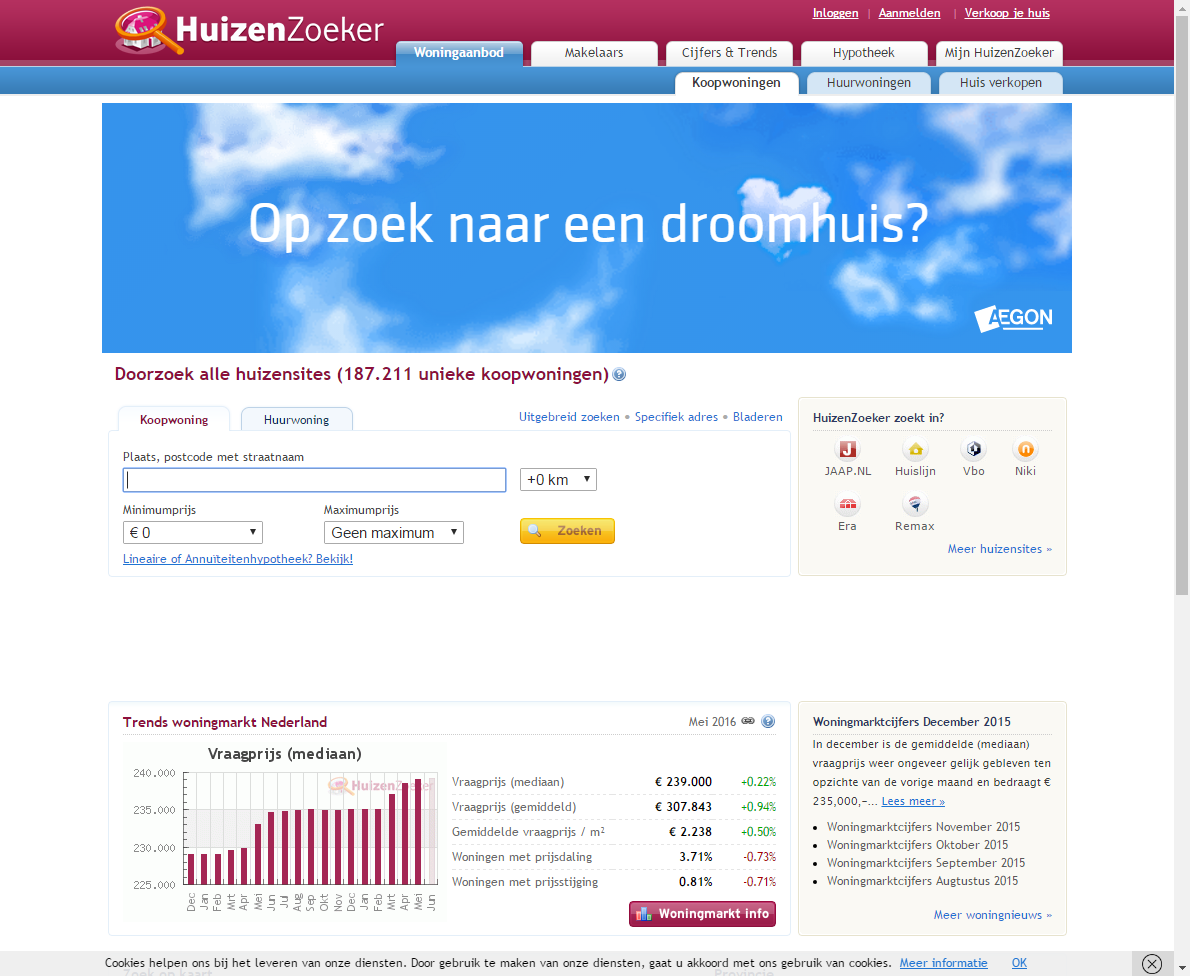 HuizenZoeker
Inloggen | Aanmelden | Verkoop je huis
Woningaanbod Makelaars Cijfers & Trends Hypotheek Mijn HuizenZoeker
Koopwoningen Huurwoningen Huis verkopen
Op zoek naar een droomhuis?
AEGON
Doorzoek alle huizensites (187.211 unieke koopwoningen)
Koopwoning Huurwoning
Uitgebreid zoeken • Specifiek adres • Bladeren
Plaats, postcode met straatnaam
+0 km
Minimumprijs Maximumprijs
€ 0 Geen maximum Zoeken
Lineaire of Annuïteitenhypotheek? Bekijk!
HuizenZoeker zoekt in?
JAAP.NL Huislijn Vbo Niki
Era Remax
Meer huizensites »
Trends woningmarkt Nederland
Mei 2016
Vraagprijs (mediaan)
HuizenZoeker
240.000
235.000
230.000
225.000
Dec Jan Feb Mrt Apr Mei Jun Jul Aug Sep Okt Nov Dec Jan Feb Mrt Apr Mei Jun
Vraagprijs (mediaan) € 239.000 +0.22%
Vraagprijs (gemiddeld) € 307.843 +0.94%
Gemiddelde vraagprijs / m² € 2.238 +0.50%
Woningen met prijsdaling 3.71% -0.73%
Woningen met prijsstijging 0.81% -0.71%
Woningmarkt info
Woningmarktcijfers December 2015
In december is de gemiddelde (mediaan)
vraagprijs weer ongeveer gelijk gebleven ten
opzichte van de vorige maand en bedraagt €
235,000,-... Lees meer »
Woningmarktcijfers November 2015
Woningmarktcijfers Oktober 2015
Woningmarktcijfers September 2015
Woningmarktcijfers Augtustus 2015
Meer woningnieuws »
Cookies helpen ons bij het leveren van onze diensten. Door gebruik te maken van onze diensten, gaat u akkoord met ons gebruik van cookies. Meer informatie OK
Zoek op kaart Provincie